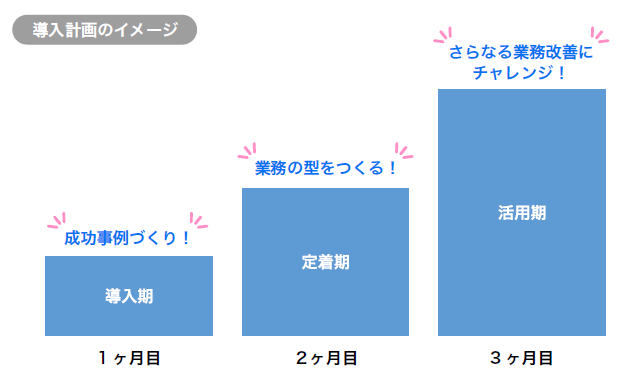 導入計画のイメージ
さらなる業務改善に
チャレンジ！
業務の型をつくる！
成功事例づくり！
導入期
定着期
活用期
１ヶ月目
２ヶ月目
３ヶ月目